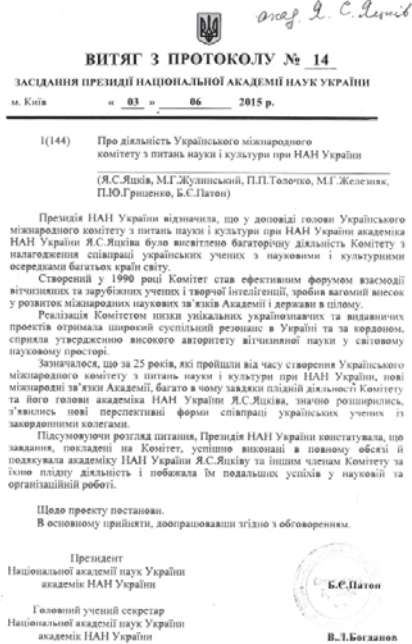 акад. Я. С. Яцків
ВИТЯГ З ПРОТОКОЛУ № 14
ЗАСІДАННЯ ПРЕЗИДІЇ НАЦІОНАЛЬНОЇ АКАДЕМІЇ НАУК УКРАЇНИ
м. Київ « 03 » 06 2015 р.
1(144) Про діяльність Українського міжнародного
комітету з питань науки і культури при НАН України
(Я.С.Яцків, М.Г.Жулинський, П.П.Толочко, М.Г.Железняк,
П.Ю.Гриценко, Б.Є.Патон)
Президія НАН України відзначила, що у доповіді голови Українського
міжнародного комітету з питань науки і культури при НАН України академіка
НАН України Я.С.Яцківа було висвітлено багаторічну діяльність Комітету з
налагодження співпраці українських учених з науковими і культурними
осередками багатьох країн світу.
Створений у 1990 році Комітет став ефективним форумом взаємодії
вітчизняних та зарубіжних учених і творчої інтелігенції, зробив вагомий внесок
у розвиток міжнародних наукових зв'язків Академії і держави в цілому.
Реалізація Комітетом низки унікальних українознавчих та видавничих
проектів отримала широкий суспільний резонанс в Україні та за кордоном,
сприяла утвердженню високого авторитету вітчизняної науки у світовому
науковому просторі.
Зазначалося, що за 25 років, які пройшли від часу створення Українського
міжнародного комітету з питань науки і культури при НАН України, нові
міжнародні зв'язки Академії, багато в чому завдяки плідній діяльності Комітету
та його голови академіка НАН України Я.С.Яцківа, значно розширились,
з'явились нові перспективні форми співпраці українських учених із
закордонними колегами.
Підсумовуючи розгляд питання, Президія НАН України констатувала, що
завдання, покладені на Комітет, успішно виконані в повному обсязі й
подякувала академіку НАН України Я.С.Яцківу та іншим членам Комітету за
їхню плідну діяльність і побажала їм подальших успіхів у науковій та
організаційній роботі.
Щодо проекту постанови.
В основному прийняти, доопрацювавши згідно з обговоренням.
Президент
Національної академії наук України
академік НАН України Б.Є.Патон
Головний учений секретар
Національної академії наук України
академік НАН України В.Л.Богданов